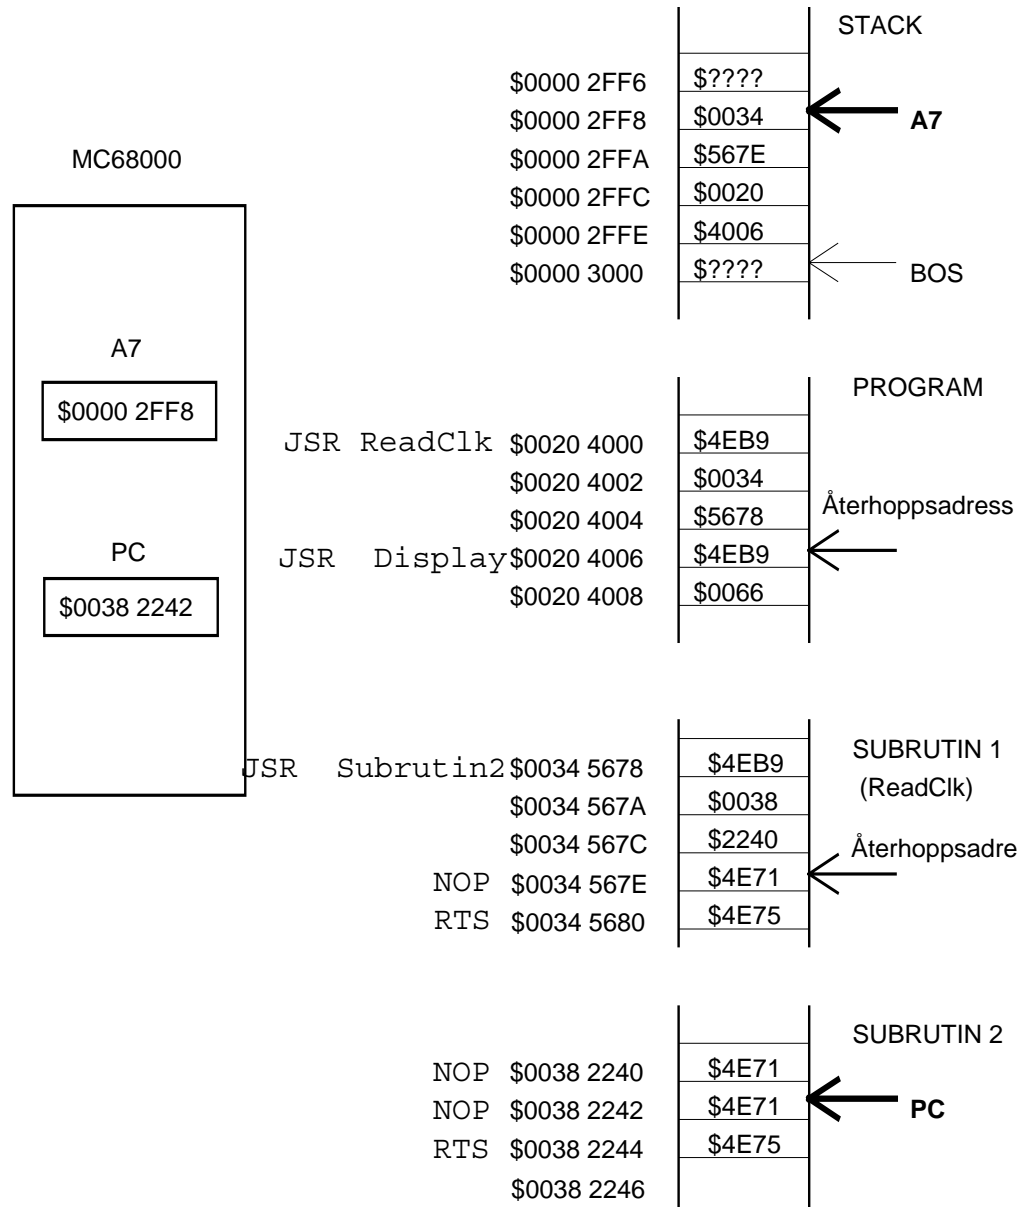 STACK
$0000 2FF6 $????
$0000 2FF8 $0034 A7
$0000 2FFA $567E
$0000 2FFC $0020
$0000 2FFE $4006
$0000 3000 $???? BOS
MC68000
A7
$0000 2FF8
PC
$0038 2242
PROGRAM
JSR ReadClk $0020 4000 $4EB9
$0020 4002 $0034
$0020 4004 $5678
Återhoppsadress
JSR Display $0020 4006 $4EB9
$0020 4008 $0066
SUBRUTIN 1
(ReadClk)
JSR Subrutin2 $0034 5678 $4EB9
$0034 567A $0038
$0034 567C $2240
Återhoppsadre
NOP $0034 567E $4E71
RTS $0034 5680 $4E75
SUBRUTIN 2
NOP $0038 2240 $4E71
NOP $0038 2242 $4E71 PC
RTS $0038 2244 $4E75
$0038 2246